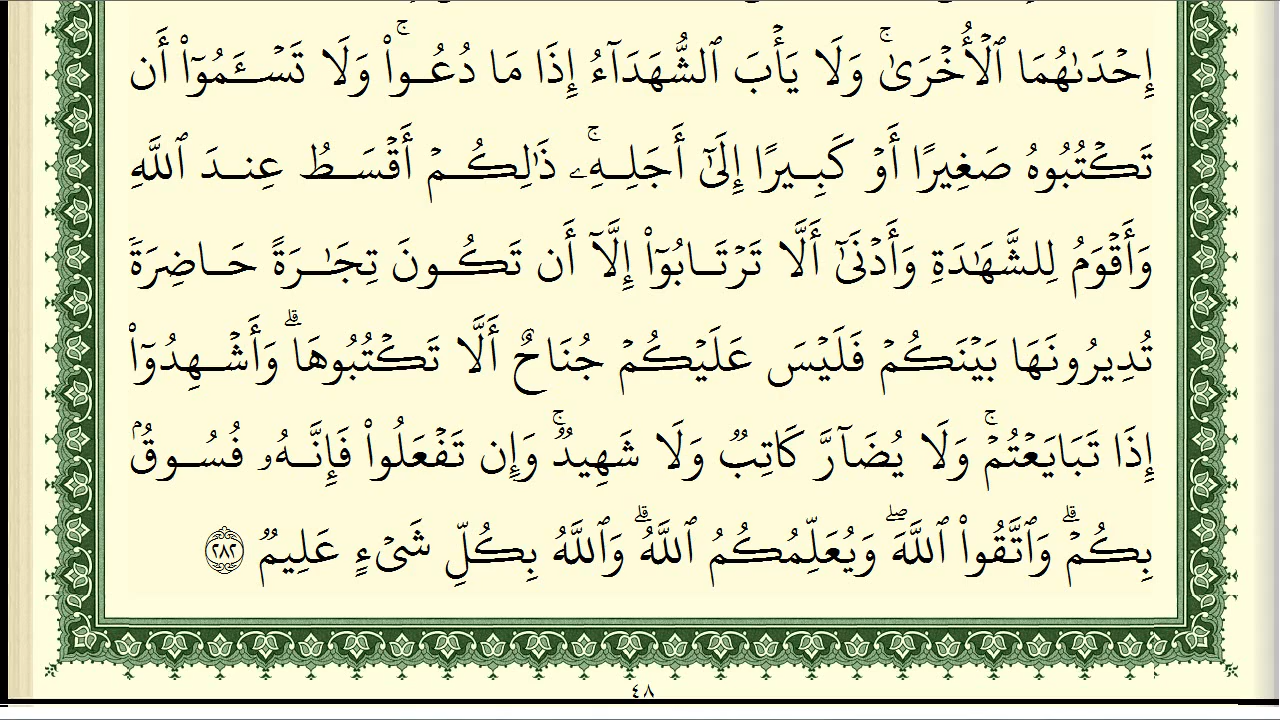 إِحۡدَىٰهُمَا ٱلۡأُخۡرَىٰۚ وَلَا يَأۡبَ ٱلشُّهَدَآءُ إِذَا مَا دُعُواْۚ وَلَا تَسۡـَٔمُوٓاْ أَن
تَكۡتُبُوهُ صَغِيرًا أَوۡ كَبِيرًا إِلَىٰٓ أَجَلِهِۦۚ ذَٰلِكُمۡ أَقۡسَطُ عِندَ ٱللَّهِ
وَأَقۡوَمُ لِلشَّهَٰدَةِ وَأَدۡنَىٰٓ أَلَّا تَرۡتَابُوٓاْ إِلَّآ أَن تَكُونَ تِجَٰرَةً حَاضِرَةٗ
تُدِيرُونَهَا بَيۡنَكُمۡ فَلَيۡسَ عَلَيۡكُمۡ جُنَاحٌ أَلَّا تَكۡتُبُوهَاۗ وَأَشۡهِدُوٓاْ
إِذَا تَبَايَعۡتُمۡۚ وَلَا يُضَآرَّ كَاتِبٞ وَلَا شَهِيدٞۚ وَإِن تَفۡعَلُواْ فَإِنَّهُۥ فُسُوقُۢ
بِكُمۡۗ وَٱتَّقُواْ ٱللَّهَۖ وَيُعَلِّمُكُمُ ٱللَّهُۗ وَٱللَّهُ بِكُلِّ شَيۡءٍ عَلِيمٞ ٢٨٢
٤٨